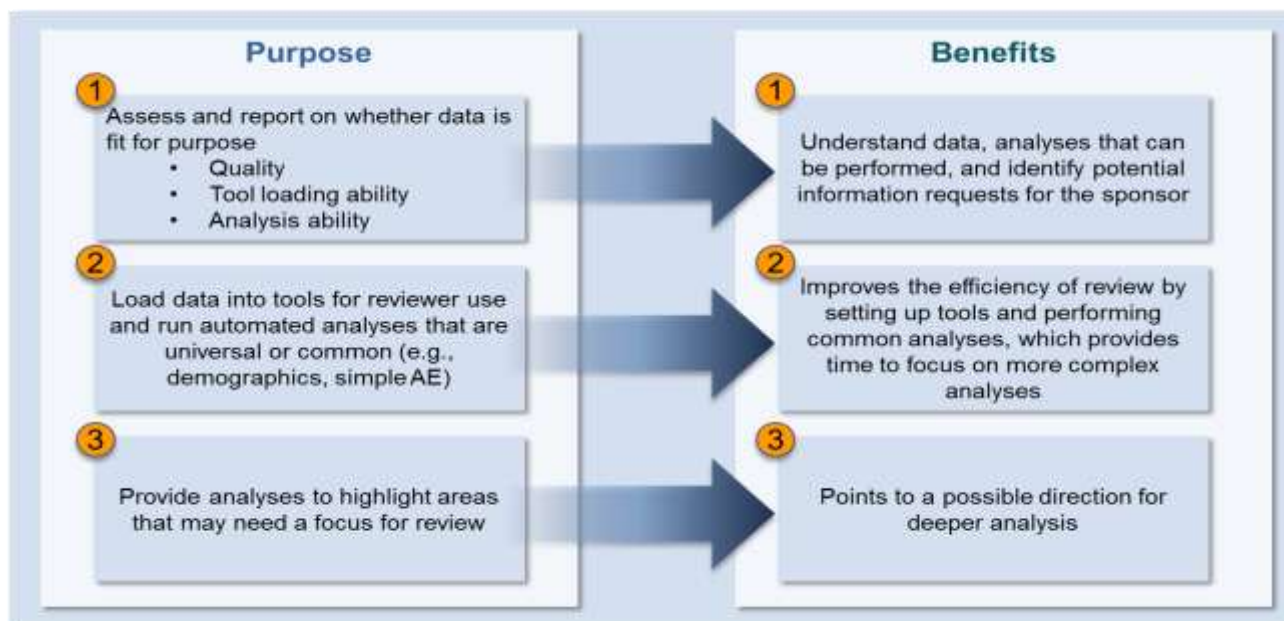 Purpose
1
Assess and report on whether data is
fit for purpose
• Quality
• Tool loading ability
• Analysis ability
2
Load data into tools for reviewer use
and run automated analyses that are
universal or common (e.g.,
demographics, simple AE)
3
Provide analyses to highlight areas
that may need a focus for review
Benefits
1
Understand data, analyses that can
be performed, and identify potential
information requests for the sponsor
2
Improves the efficiency of review by
setting up tools and performing
common analyses, which provides
time to focus on more complex
analyses
3
Points to a possible direction for
deeper analysis